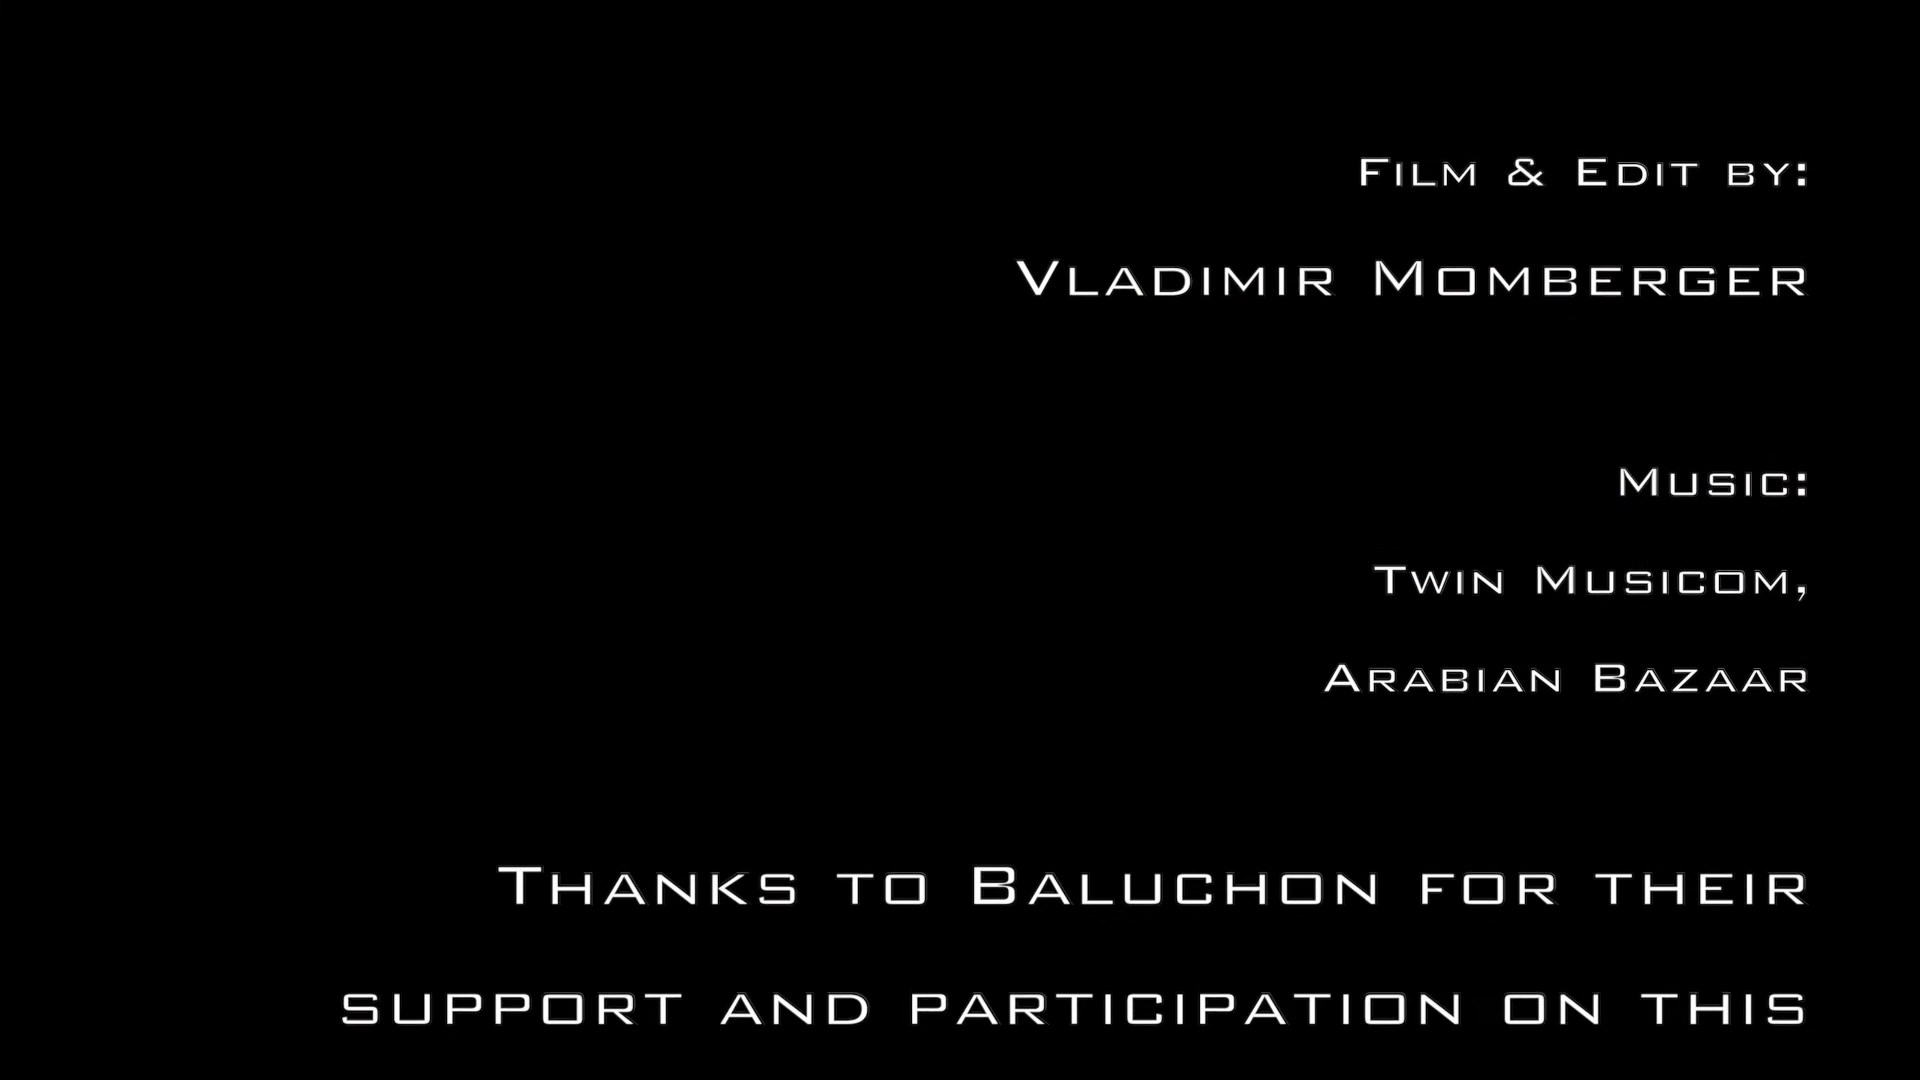 Film & Edit by:
Vladimir Momberger
Music:
Twin Musicom,
Arabian Bazaar
Thanks to Baluchon for their
support and participation on this